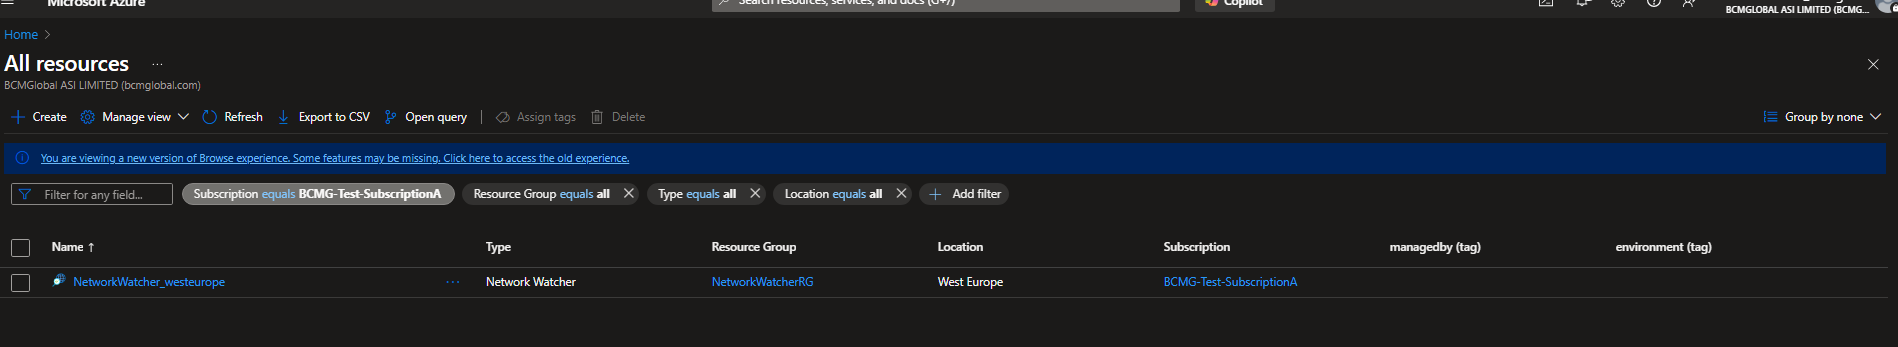 Microsoft Azure
Search resources, services, and docs (G+/)
Copilot
BCMGLOBAL ASI LIMITED (BCMG...
Home
All resources ...
BCMGlobal ASI LIMITED (bcmglobal.com)
Create Manage view Refresh Export to CSV Open query Assign tags Delete Group by none
You are viewing a new version of Browse experience. Some features may be missing. Click here to access the old experience.
Filter for any field... Subscription equals BCMG-Test-SubscriptionA Resource Group equals all Type equals all Location equals all Add filter
Name ↑ Type Resource Group Location Subscription managedby (tag) environment (tag)
NetworkWatcher_westeurope ... Network Watcher NetworkWatcherRG West Europe BCMG-Test-SubscriptionA